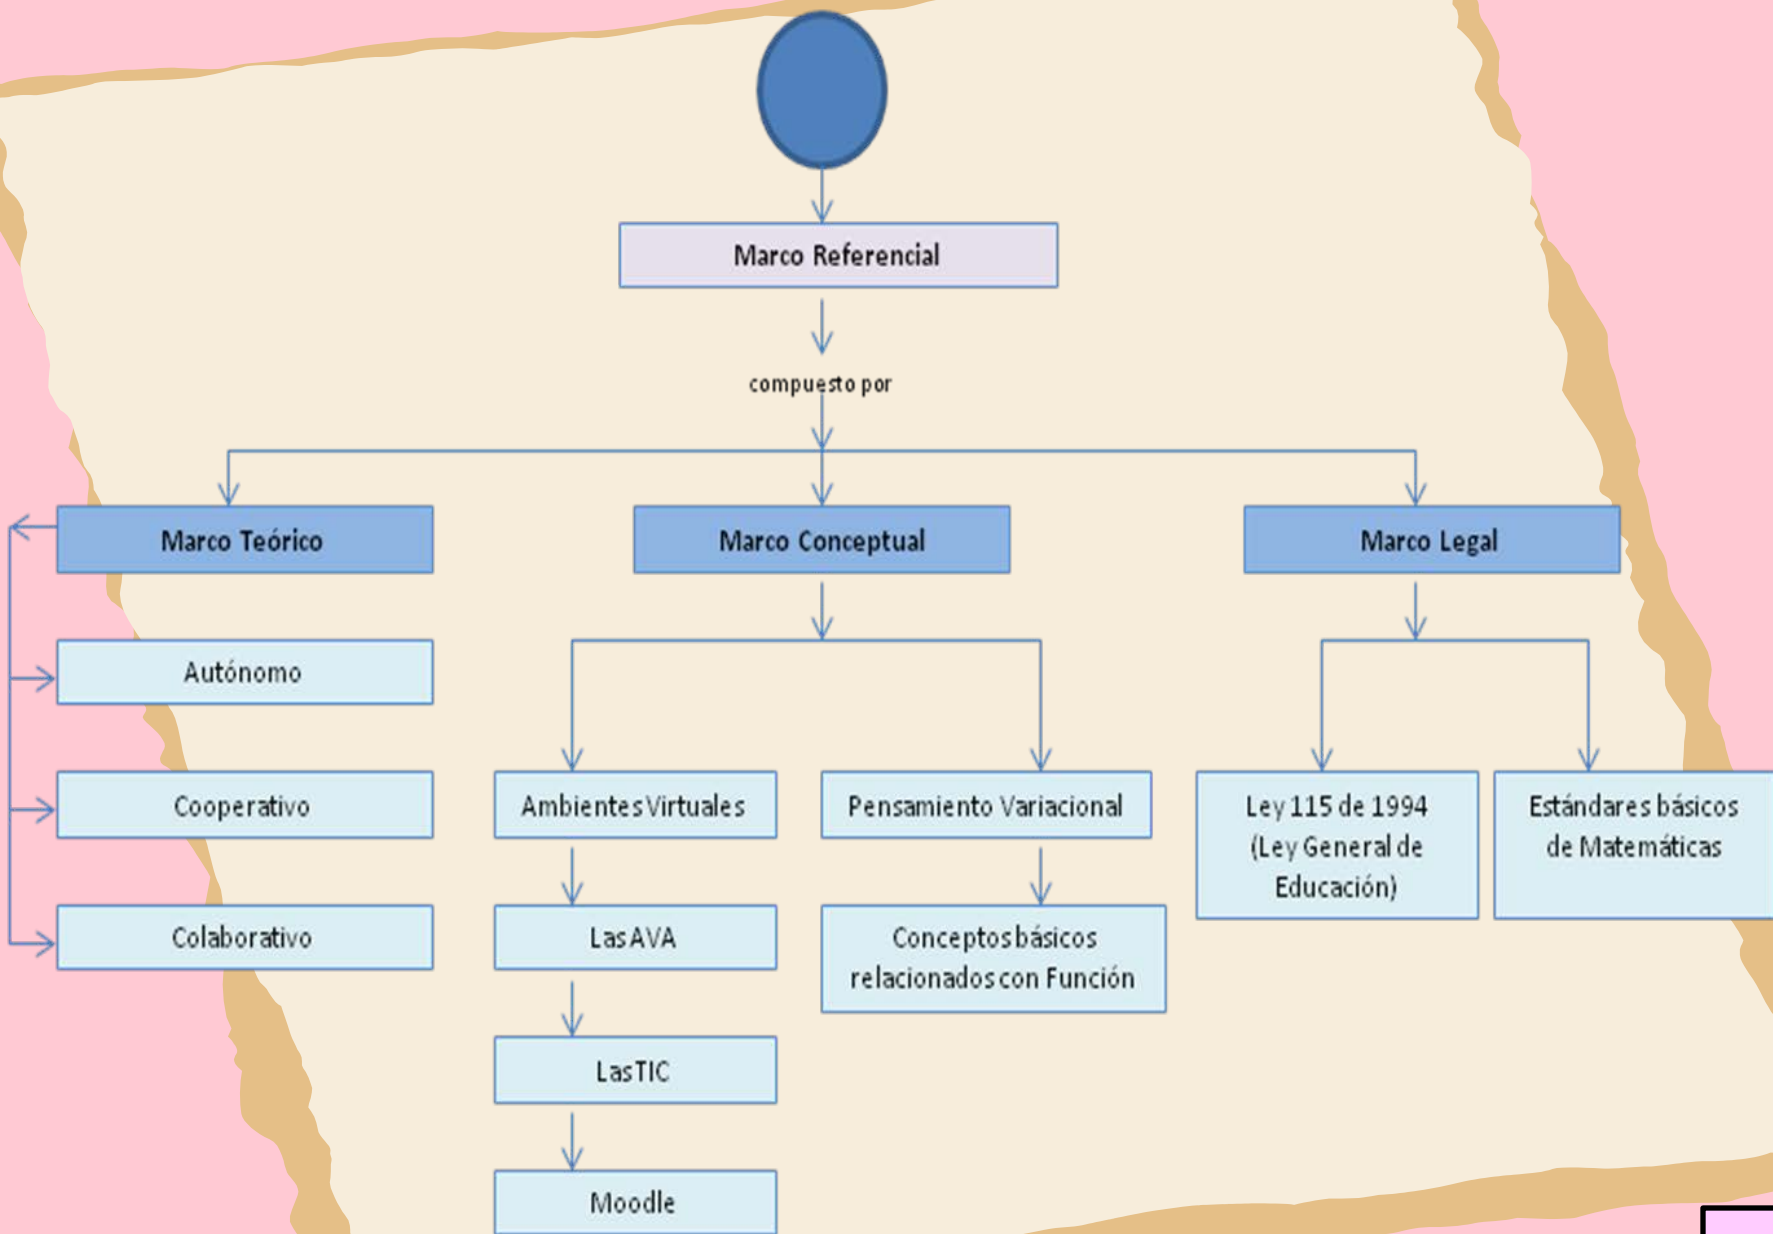 Marco Referencial
compuesto por
Marco Teórico
Marco Conceptual
Marco Legal
Autónomo
Cooperativo
Colaborativo
Ambientes Virtuales
Las AVA
Las TIC
Moodle
Pensamiento Variacional
Conceptos básicos
relacionados con Función
Ley 115 de 1994
(Ley General de
Educación)
Estándares básicos
de Matemáticas